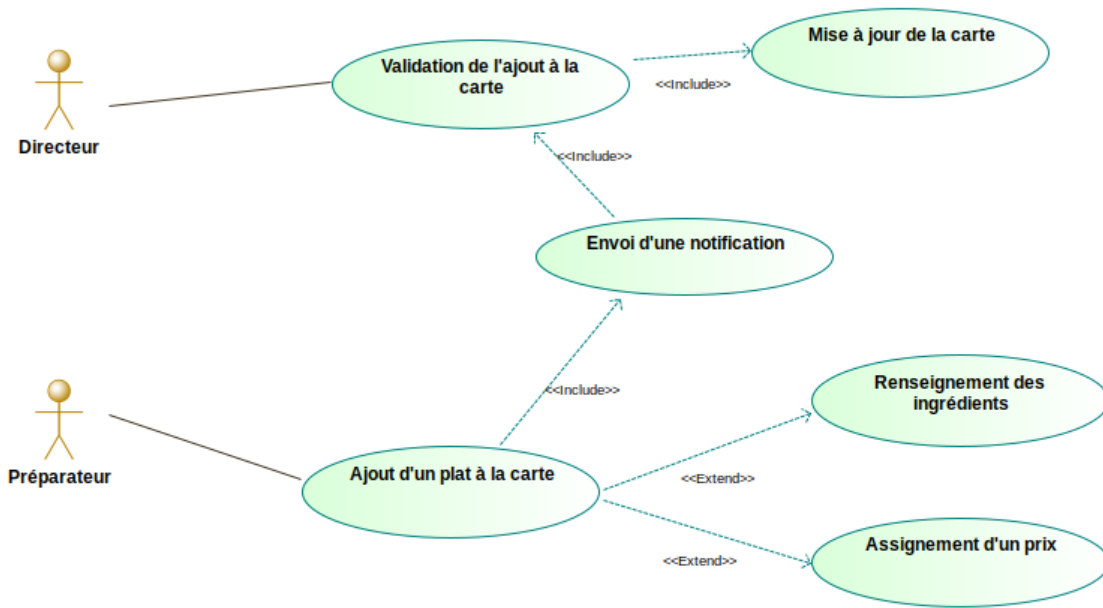 Mise à jour de la carte
Validation de l'ajout à la
carte
<<Include>>
Directeur
<<Include>>
Envoi d'une notification
<<Include>>
Renseignement des
ingrédients
Préparateur
Ajout d'un plat à la carte
<<Extend>>
Assignement d'un prix
<<Extend>>